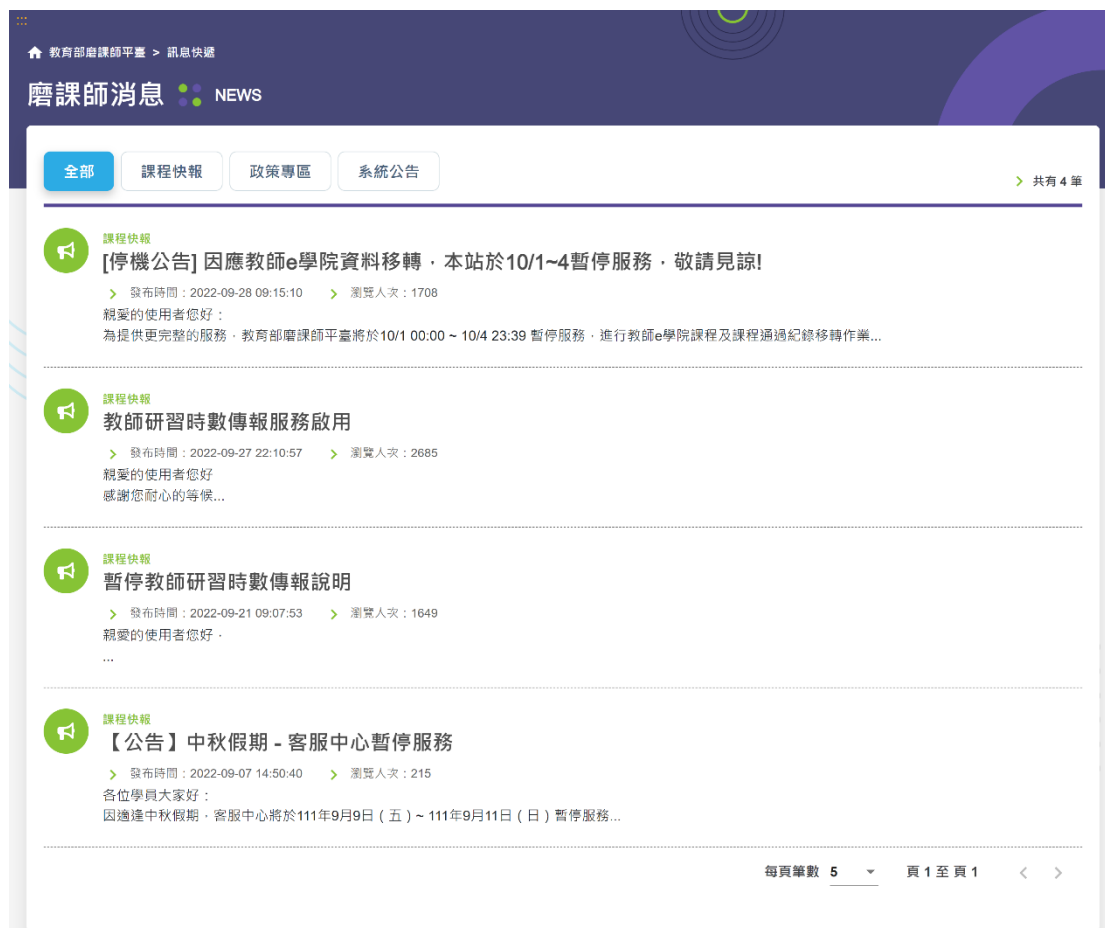 :::
教育部磨課師平臺 > 訊息快遞
磨課師消息 NEWS
全部 課程快報 政策專區 系統公告
共有 4 筆
課程快報
[停機公告] 因應教師e學院資料移轉，本站於10/1~4暫停服務，敬請見諒!
發布時間：2022-09-28 09:15:10 瀏覽人次：1708
親愛的使用者您好：
為提供更完整的服務，教育部磨課師平臺將於10/1 00:00 ~ 10/4 23:39 暫停服務，進行教師e學院課程及課程通過紀錄移轉作業...
課程快報
教師研習時數傳報服務啟用
發布時間：2022-09-27 22:10:57 瀏覽人次：2685
親愛的使用者您好
感謝您耐心的等候...
課程快報
暫停教師研習時數傳報說明
發布時間：2022-09-21 09:07:53 瀏覽人次：1649
親愛的使用者您好，
...
課程快報
【公告】中秋假期 - 客服中心暫停服務
發布時間：2022-09-07 14:50:40 瀏覽人次：215
各位學員大家好：
因適逢中秋假期，客服中心將於111年9月9日（五）~ 111年9月11日（日）暫停服務...
每頁筆數 5 頁 1 至 頁 1